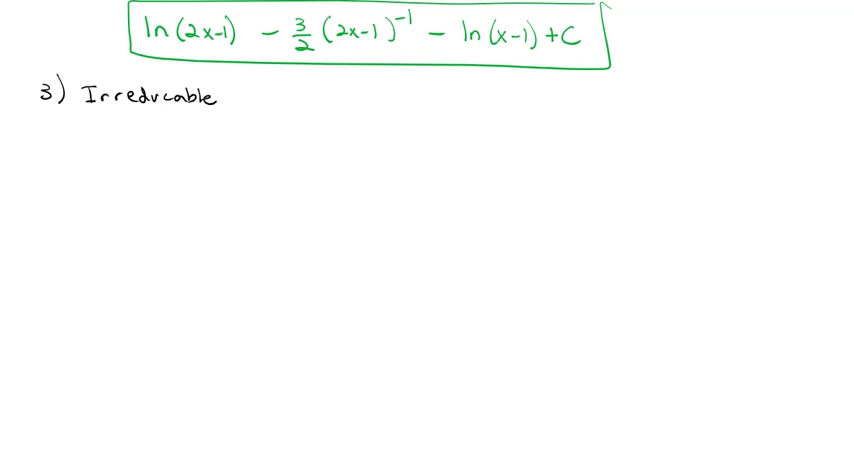 ln(2x-1) - 3/2 (2x-1)^-1 - ln(x-1) + C
3) Irreducable